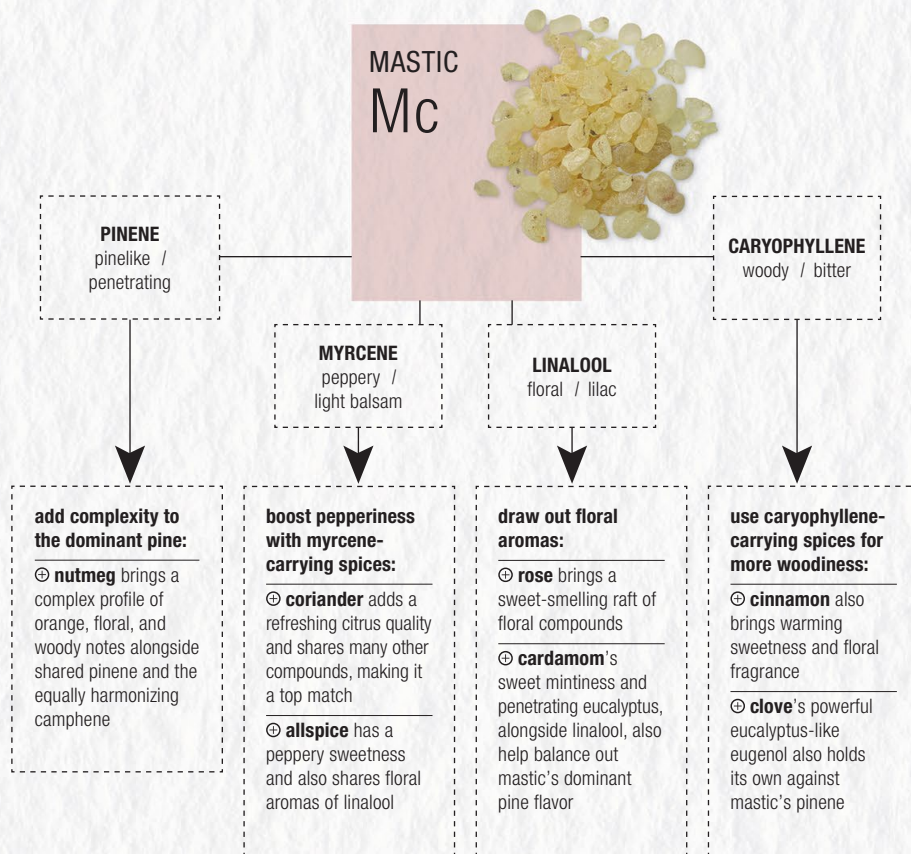 MASTIC
Mc
PINENE
pinelike / 
penetrating
MYRCENE
peppery / 
light balsam
LINALOOL
floral / lilac
CARYOPHYLLENE
woody / bitter
add complexity to
the dominant pine:
⊕ nutmeg brings a
complex profile of
orange, floral, and
woody notes alongside
shared pinene and the
equally harmonizing
camphene
boost pepperiness
with myrcene-
carrying spices:
⊕ coriander adds a
refreshing citrus quality
and shares many other
compounds, making it
a top match
⊕ allspice has a
peppery sweetness
and also shares floral
aromas of linalool
draw out floral
aromas:
⊕ rose brings a
sweet-smelling raft of
floral compounds
⊕ cardamom's
sweet mintiness and
penetrating eucalyptus,
alongside linalool, also
help balance out
mastic's dominant
pine flavor
use caryophyllene-
carrying spices for
more woodiness:
⊕ cinnamon also
brings warming
sweetness and floral
fragrance
⊕ clove's powerful
eucalyptus-like
eugenol also holds
its own against
mastic's pinene